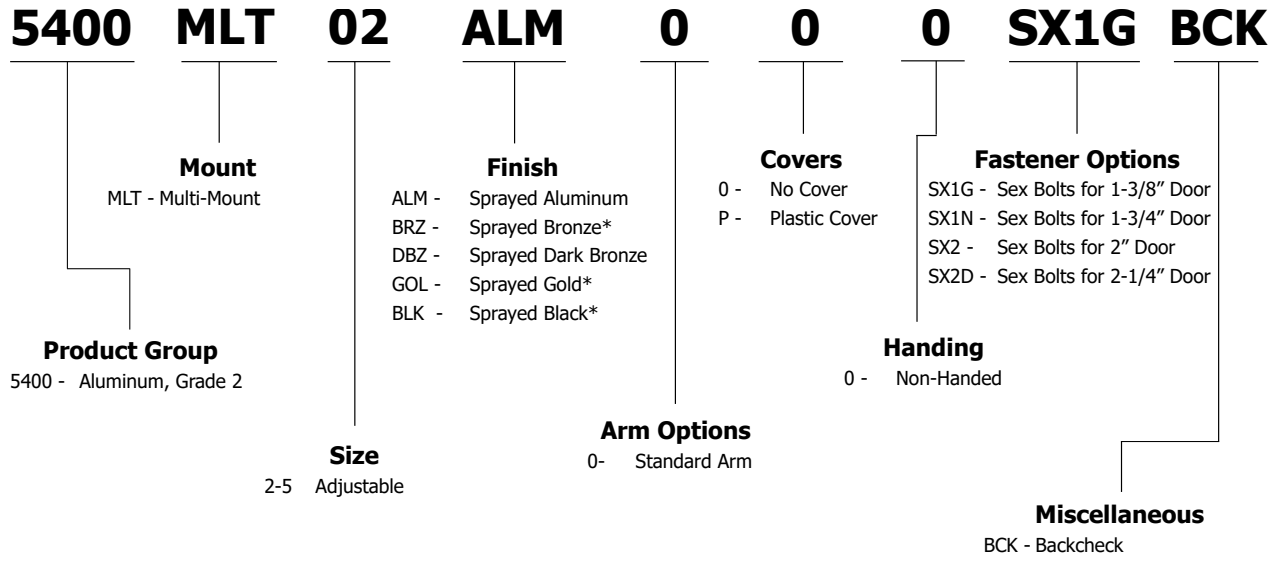 5400 MLT 02 ALM 0 0 0 SX1G BCK
Mount
MLT - Multi-Mount
Finish
ALM - Sprayed Aluminum
BRZ - Sprayed Bronze*
DBZ - Sprayed Dark Bronze
GOL - Sprayed Gold*
BLK - Sprayed Black*
Covers
0 - No Cover
P - Plastic Cover
Fastener Options
SX1G - Sex Bolts for 1-3/8” Door
SX1N - Sex Bolts for 1-3/4” Door
SX2 - Sex Bolts for 2” Door
SX2D - Sex Bolts for 2-1/4” Door
Product Group
5400 - Aluminum, Grade 2
Handing
0 - Non-Handed
Size
2-5 Adjustable
Arm Options
0- Standard Arm
Miscellaneous
BCK - Backcheck